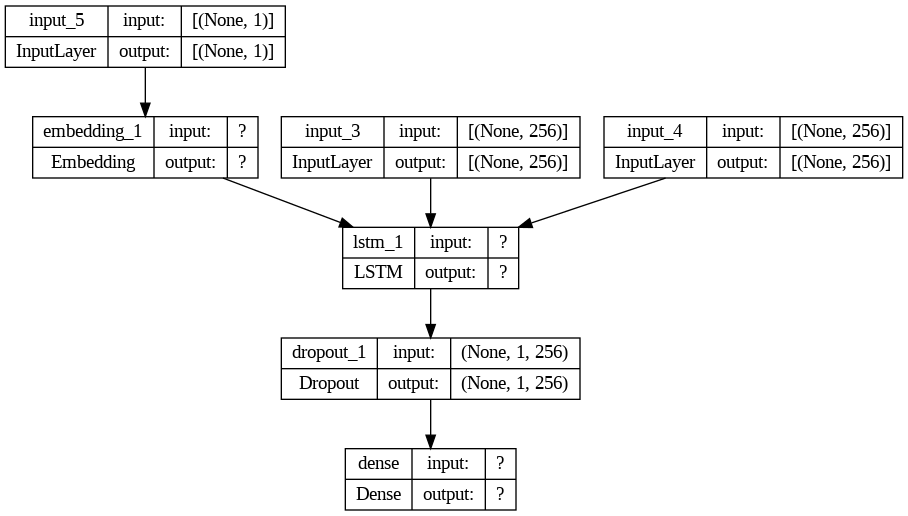 input_5 input: [(None, 1)]
InputLayer output: [(None, 1)]
embedding_1 input: ?
Embedding output: ?
input_3 input: [(None, 256)]
InputLayer output: [(None, 256)]
input_4 input: [(None, 256)]
InputLayer output: [(None, 256)]
lstm_1 input: ?
LSTM output: ?
dropout_1 input: (None, 1, 256)
Dropout output: (None, 1, 256)
dense input: ?
Dense output: ?